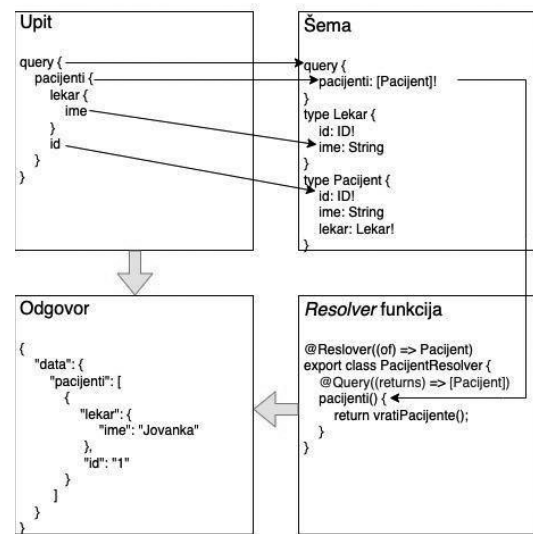 Upit
query {
pacijenti {
lekar {
ime
}
id
}
}
Šema
query {
pacijenti: [Pacijent]!
}
type Lekar {
id: ID!
ime: String
}
type Pacijent {
id: ID!
ime: String
lekar: Lekar!
}
Odgovor
{
"data": {
"pacijenti": [
{
"lekar": {
"ime": "Jovanka"
},
"id": "1"
}
]
}
}
Resolver funkcija
@Reslover((of) => Pacijent)
export class PacijentResolver {
@Query((returns) => [Pacijent])
pacijenti() {
return vratiPacijente();
}
}